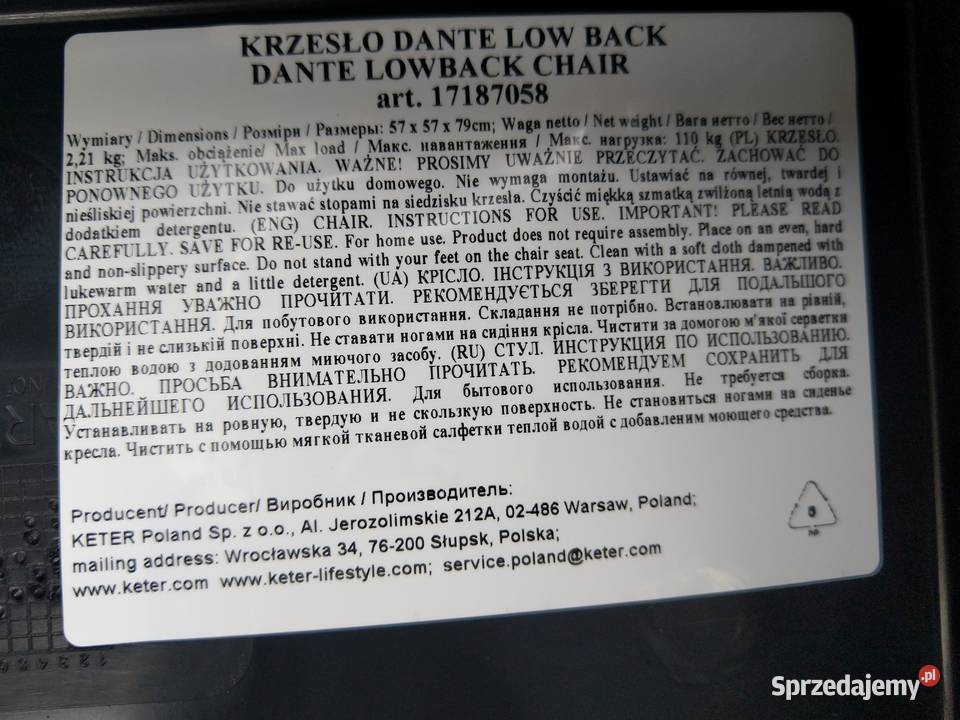 KRZESŁO DANTE LOW BACK
DANTE LOWBACK CHAIR
art. 17187058
Wymiary / Dimensions / Розміри / Размеры: 57 x 57 x 79cm; Waga netto / Net weight / Вага нетто / Вес нетто /
2,21 kg; Maks. obciążenie/ Max load / Макс. навантаження / Макс. нагрузка: 110 kg (PL) KRZESŁO.
INSTRUKCJA UŻYTKOWANIA. WAŻNE! PROSIMY UWAŻNIE PRZECZYTAĆ. ZACHOWAĆ DO
PONOWNEGO UŻYTKU. Do użytku domowego. Nie wymaga montażu. Ustawiać na równej, twardej i
nieśliskiej powierzchni. Nie stawać stopami na siedzisku krzesła. Czyścić miękką szmatką zwilżoną letnią wodą z
dodatkiem detergentu. (ENG) CHAIR. INSTRUCTIONS FOR USE. IMPORTANT! PLEASE READ
CAREFULLY. SAVE FOR RE-USE. For home use. Product does not require assembly. Place on an even, hard
and non-slippery surface. Do not stand with your feet on the chair seat. Clean with a soft cloth dampened with
lukewarm water and a little detergent. (UA) КРІСЛО. ІНСТРУКЦІЯ З ВИКОРИСТАННЯ. ВАЖЛИВО.
ПРОХАННЯ УВАЖНО ПРОЧИТАТИ. РЕКОМЕНДУЄТЬСЯ ЗБЕРЕГТИ ДЛЯ ПОДАЛЬШОГО
ВИКОРИСТАННЯ. Для побутового використання. Складання не потрібно. Встановлювати на рівній,
твердій і не слизькій поверхні. Не ставати ногами на сидіння крісла. Чистити за домогою м'якої серветки
теплою водою з додованням миючого засобу. (RU) СТУЛ. ИНСТРУКЦИЯ ПО ИСПОЛЬЗОВАНИЮ.
ВАЖНО. ПРОСЬБА ВНИМАТЕЛЬНО ПРОЧИТАТЬ. РЕКОМЕНДУЕМ СОХРАНИТЬ ДЛЯ
ДАЛЬНЕЙШЕГО ИСПОЛЬЗОВАНИЯ. Для бытового использования. Не требуется сборка.
Устанавливать на ровную, твердую и не скользкую поверхность. Не становиться ногами на сиденье
кресла. Чистить с помощью мягкой тканевой салфетки теплой водой с добавленим моющего средства.
Producent/ Producer/ Виробник / Производитель:
KETER Poland Sp. z o.o., Al. Jerozolimskie 212A, 02-486 Warsaw, Poland;
mailing address: Wrocławska 34, 76-200 Słupsk, Polska;
www.keter.com www.keter-lifestyle.com; service.poland@keter.com
Sprzedajemy.pl